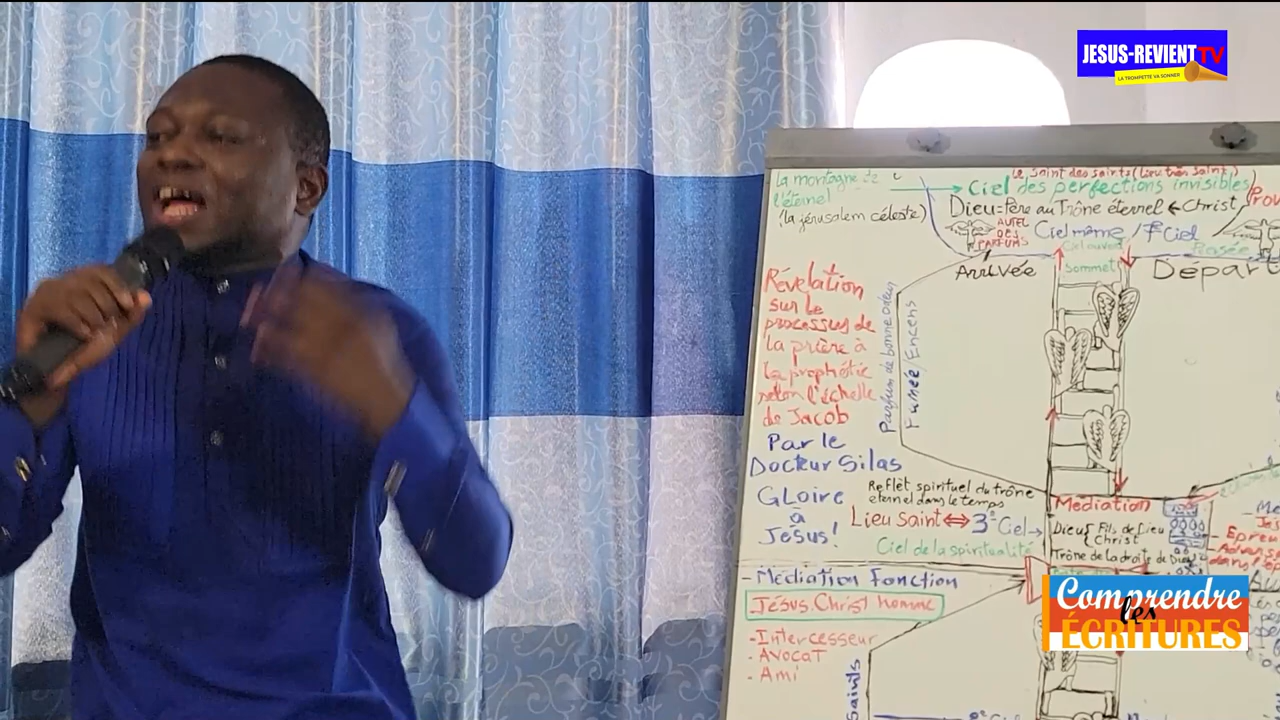 JESUS-REVIENT TV
LA TROMPETTE VA SONNER
la montagne de
l'éternel
(la jérusalem céleste)
le Saint des saints (lieu très saint)
Ciel des perfections invisibles
Dieu=Père au Trône éternel ← Christ
AUTEL
DES
PARFUMS
Ciel même / 7e Ciel
Ciel ouvert
Sommet
Arrivée
Départ
Révélation
sur le
processus de
la prière à
la prophétie
selon l'échelle
de Jacob
Par le
Docteur Silas
GLoire
à
Jésus!
Parfum de bonne odeur
Fumée/Encens
Reflet spirituel du trône
éternel dans le temps
Lieu Saint ⇔ 3e Ciel →
Ciel de la spiritualité
Médiation
Dieu Fils de Dieu
Christ
Trône de la droite de Dieu
- Médiation Fonction
Jésus Christ homme
- Intercesseur
- AVOCAT
- Ami
Saints
Comprendre
les
ÉCRITURES